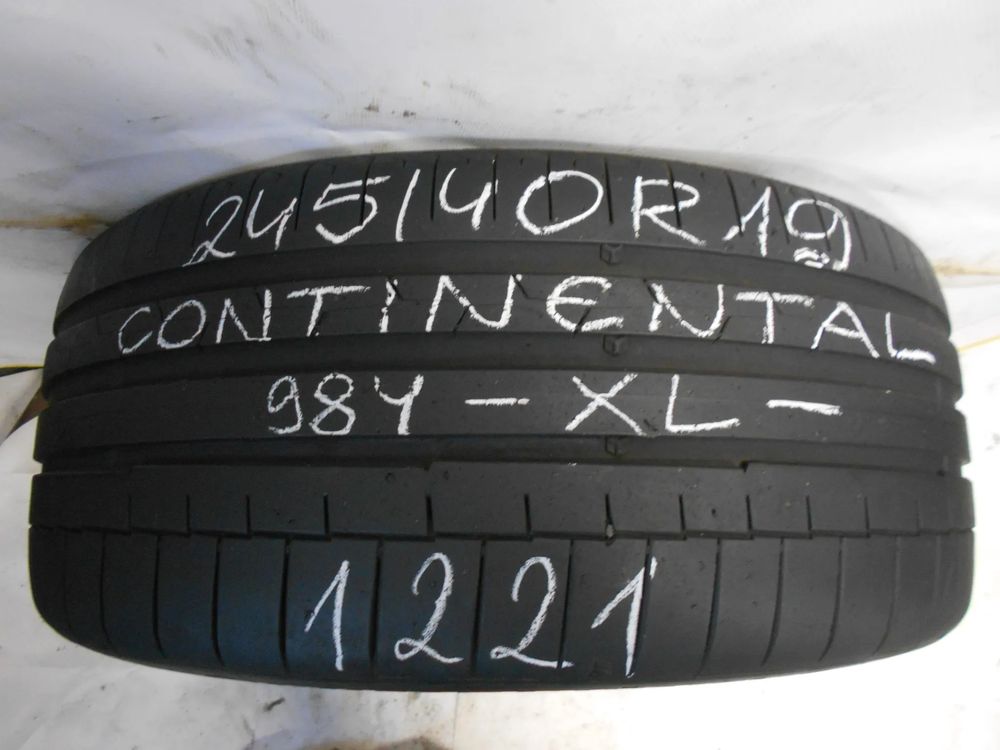 245/40R19
CONTINENTAL
98Y - XL -
1221